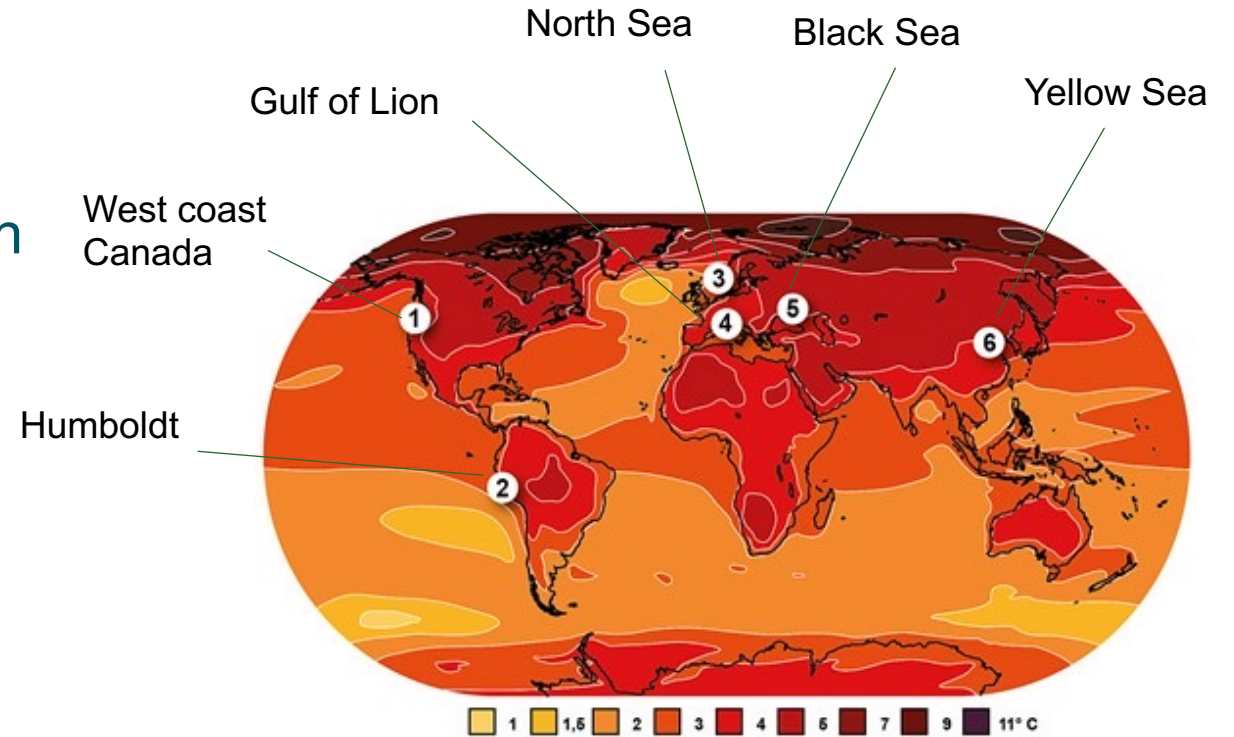 North Sea
Black Sea
Gulf of Lion
Yellow Sea
West coast
Canada
n
Humboldt
1
2
3
4
5
6
1 1,5 2 3 4 5 7 9 11° C